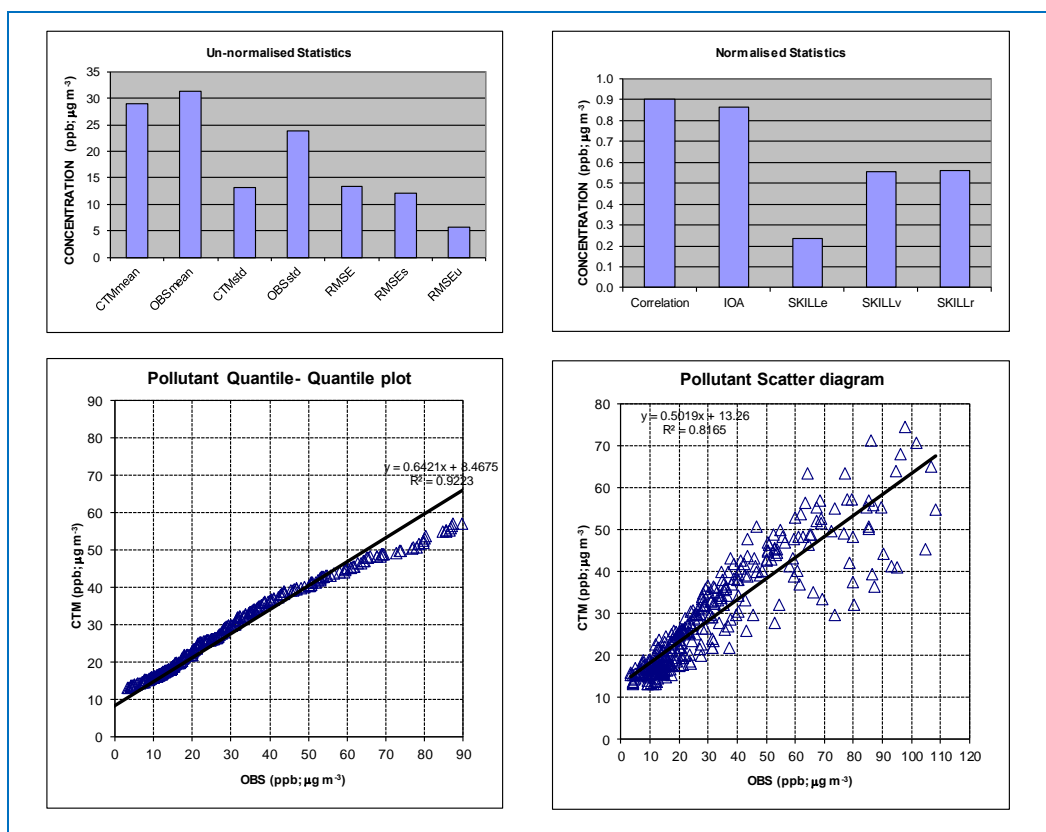 Un-normalised Statistics
CONCENTRATION (ppb; µg m-3)
35
30
25
20
15
10
5
0
CTMmean
OBSmean
CTMstd
OBSstd
RMSE
RMSEs
RMSEu
Normalised Statistics
CONCENTRATION (ppb; µg m-3)
1.0
0.9
0.8
0.7
0.6
0.5
0.4
0.3
0.2
0.1
0.0
Correlation IOA SKILLe SKILLv SKILLr
Pollutant Quantile- Quantile plot
y = 0.6421x + 8.4675
R² = 0.9223
CTM (ppb; µg m-3)
90
80
70
60
50
40
30
20
10
0
0 10 20 30 40 50 60 70 80 90
OBS (ppb; µg m-3)
Pollutant Scatter diagram
y = 0.5019x + 13.26
R² = 0.8165
CTM (ppb; µg m-3)
80
70
60
50
40
30
20
10
0
0 10 20 30 40 50 60 70 80 90 100 110 120
OBS (ppb; µg m-3)